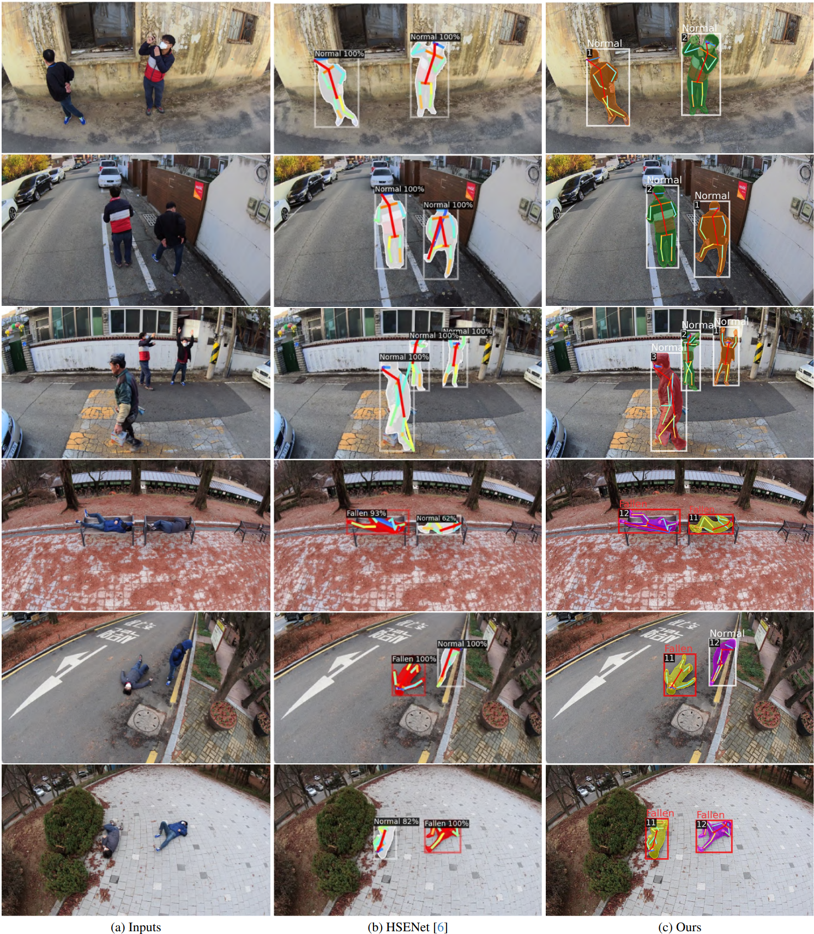 Normal 100%
Normal 100%
Normal
1
Normal
2
Normal 100%
Normal 100%
Normal
2
Normal
1
Normal 100%
Normal 100%
Normal 100%
Normal
2
Normal
1
Normal
3
Fallen 93%
Normal 62%
12
11
Fallen 100%
Normal 100%
Fallen
11
Normal
12
Normal 82%
Fallen 100%
Fallen
11
Fallen
12
(a) Inputs
(b) HSENet [6]
(c) Ours